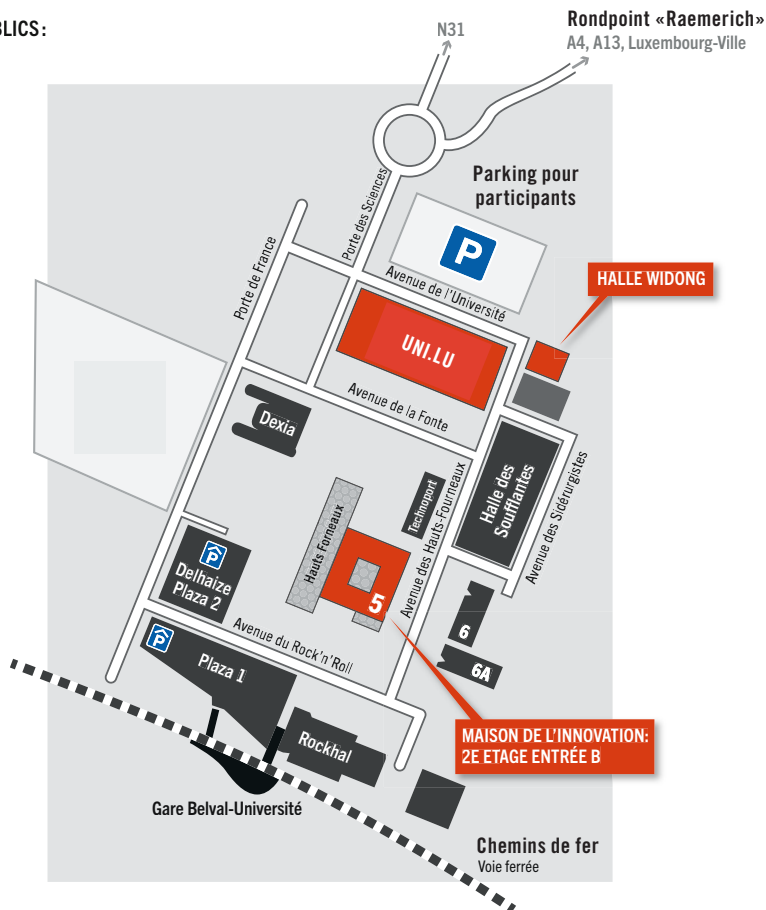 BLICS:
Rondpoint «Raemerich»
A4, A13, Luxembourg-Ville
N31
Parking pour
participants
P
Porte des Sciences
Porte de France
Avenue de l'Université
HALLE WIDONG
UNI.LU
Avenue de la Fonte
Dexia
Halle des
Soufflantes
Technoport
Avenue des Sidérurgistes
Avenue des Hauts-Fourneaux
Hauts Forneaux
P
Delhaize
Plaza 2
5
6
6A
Avenue du Rock'n'Roll
P
Plaza 1
Rockhal
MAISON DE L'INNOVATION:
2E ETAGE ENTRÉE B
Gare Belval-Université
Chemins de fer
Voie ferrée